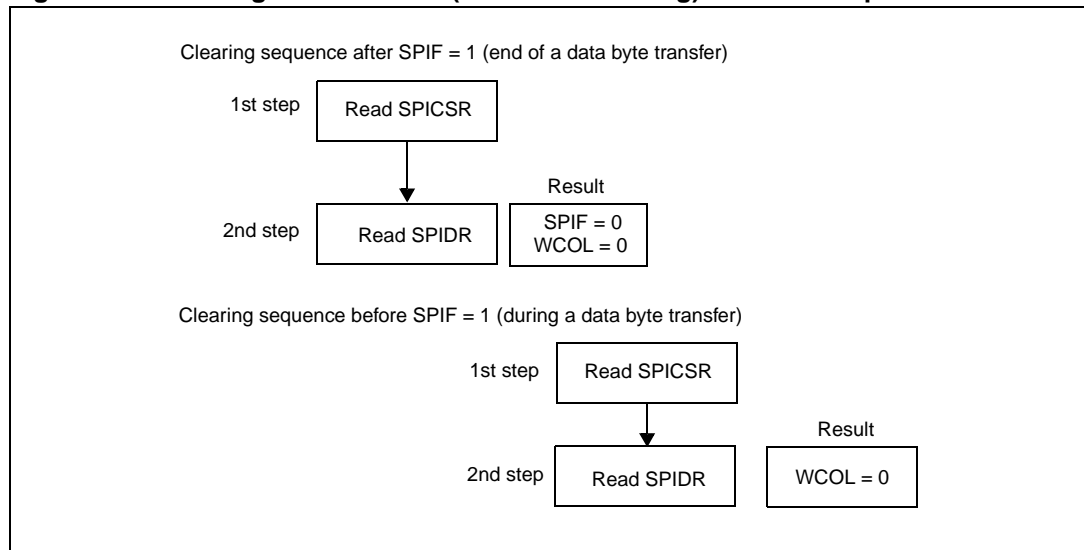 Clearing sequence after SPIF = 1 (end of a data byte transfer)
1st step
Read SPICSR
Result
2nd step
Read SPIDR
SPIF = 0
WCOL = 0
Clearing sequence before SPIF = 1 (during a data byte transfer)
1st step
Read SPICSR
Result
2nd step
Read SPIDR
WCOL = 0